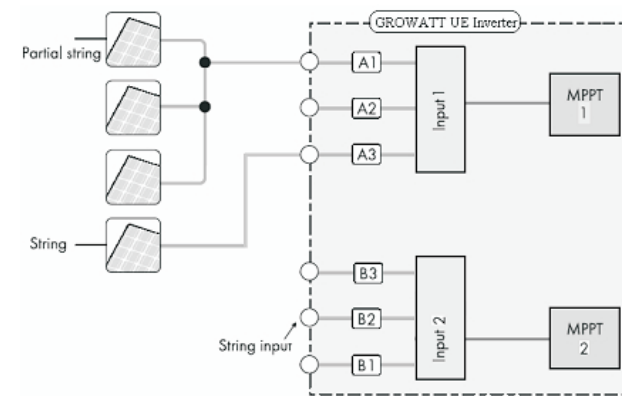 GROWATT UE Inverter
Partial string
A1
A2
A3
Input 1
MPPT
1
String
B3
B2
B1
String input
Input 2
MPPT
2